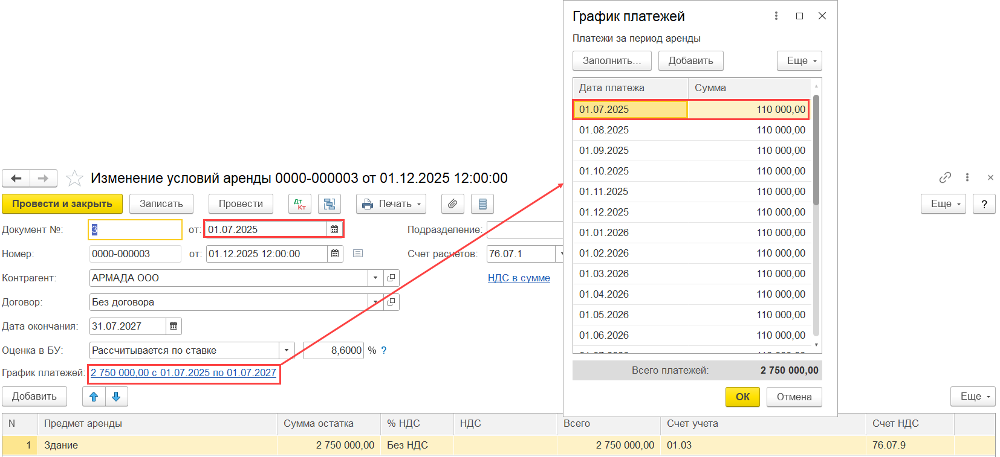 График платежей
Платежи за период аренды
Заполнить... Добавить Еще
Дата платежа Сумма
01.07.2025 110 000,00
01.08.2025 110 000,00
01.09.2025 110 000,00
01.10.2025 110 000,00
01.11.2025 110 000,00
01.12.2025 110 000,00
01.01.2026 110 000,00
01.02.2026 110 000,00
01.03.2026 110 000,00
01.04.2026 110 000,00
01.05.2026 110 000,00
01.06.2026 110 000,00
Всего платежей: 2 750 000,00
ОК Отмена
Изменение условий аренды 0000-000003 от 01.12.2025 12:00:00
Провести и закрыть Записать Провести Дт Кт Печать Еще ?
Документ №: 3 от: 01.07.2025 Подразделение:
Номер: 0000-000003 от: 01.12.2025 12:00:00 Счет расчетов: 76.07.1
Контрагент: АРМАДА ООО НДС в сумме
Договор: Без договора
Дата окончания: 31.07.2027
Оценка в БУ: Рассчитывается по ставке 8,6000 % ?
График платежей: 2 750 000,00 с 01.07.2025 по 01.07.2027
Добавить Еще
N Предмет аренды Сумма остатка % НДС НДС Всего Счет учета Счет НДС
1 Здание 2 750 000,00 Без НДС 2 750 000,00 01.03 76.07.9